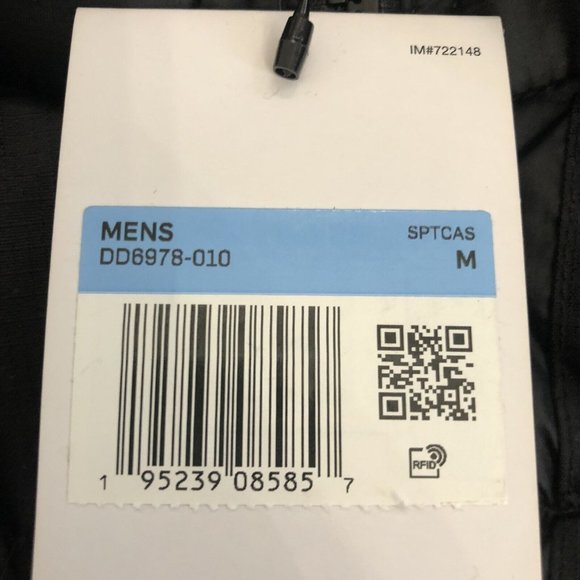 IM#722148
MENS SPTCAS
DD6978-010 M
RFID
1 95239 08585 7